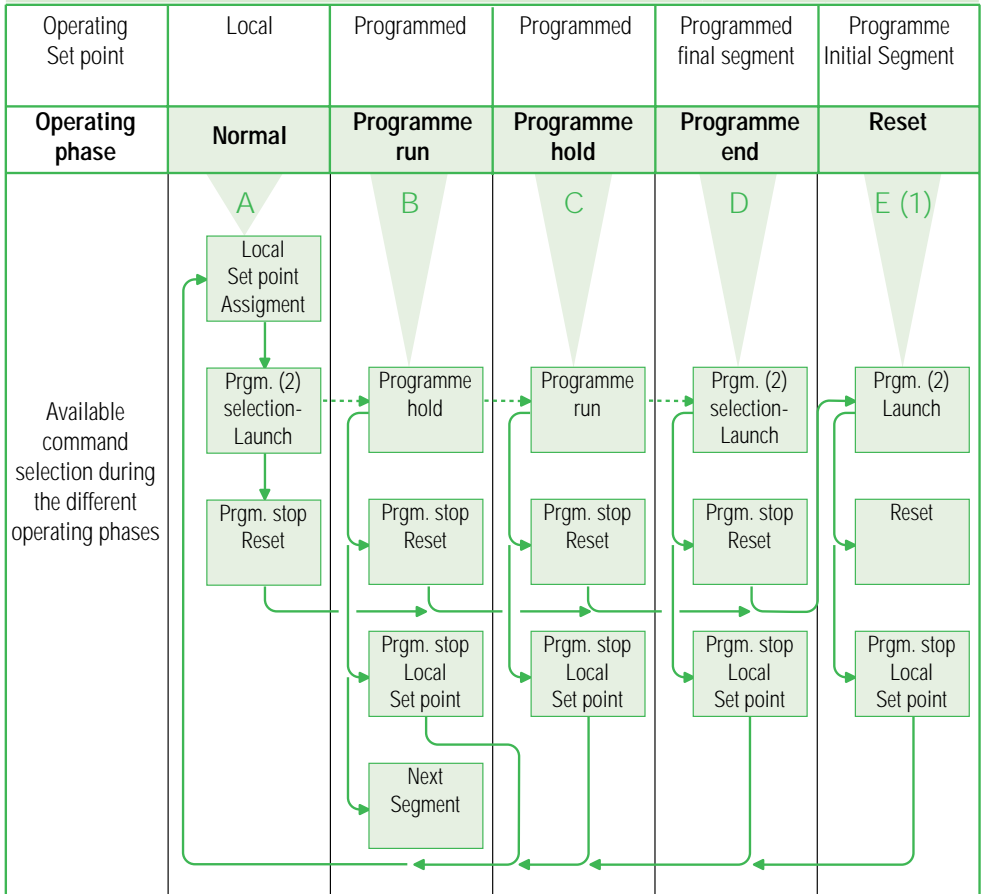 Operating
Set point
Local
Programmed
Programmed
Programmed
final segment
Programme
Initial Segment
Operating
phase
Normal
Programme
run
Programme
hold
Programme
end
Reset
A
B
C
D
E (1)
Local
Set point
Assigment
Prgm. (2)
selection-
Launch
Programme
hold
Programme
run
Prgm. (2)
selection-
Launch
Prgm. (2)
Launch
Available
command
selection during
the different
operating phases
Prgm. stop
Reset
Prgm. stop
Reset
Prgm. stop
Reset
Prgm. stop
Reset
Reset
Prgm. stop
Local
Set point
Prgm. stop
Local
Set point
Prgm. stop
Local
Set point
Prgm. stop
Local
Set point
Next
Segment